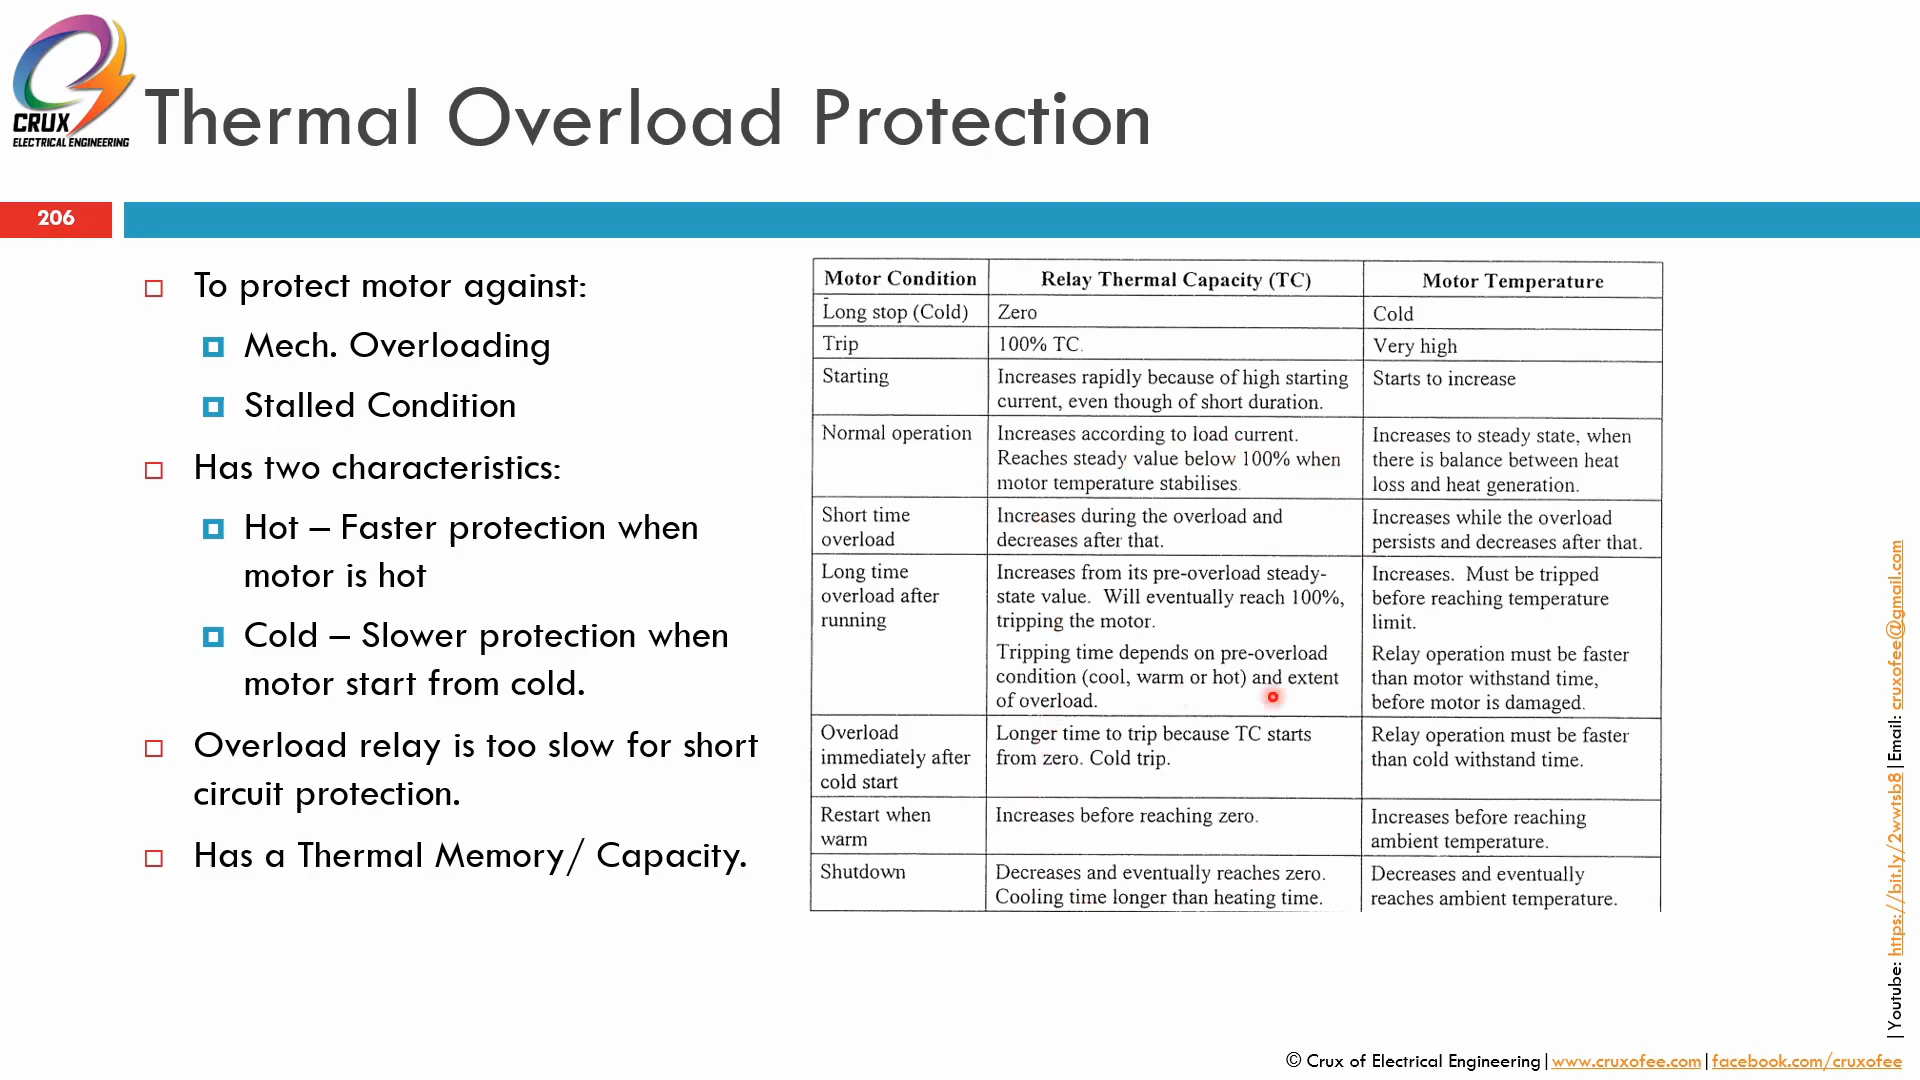 CRUX
ELECTRICAL ENGINEERING
Thermal Overload Protection
206
To protect motor against:
Mech. Overloading
Stalled Condition
Has two characteristics:
Hot – Faster protection when
motor is hot
Cold – Slower protection when
motor start from cold.
Overload relay is too slow for short
circuit protection.
Has a Thermal Memory/ Capacity.
Motor Condition
Relay Thermal Capacity (TC)
Motor Temperature
Long stop (Cold)
Zero
Cold
Trip
100% TC.
Very high
Starting
Increases rapidly because of high starting
current, even though of short duration.
Starts to increase
Normal operation
Increases according to load current.
Reaches steady value below 100% when
motor temperature stabilises.
Increases to steady state, when
there is balance between heat
loss and heat generation.
Short time
overload
Increases during the overload and
decreases after that.
Increases while the overload
persists and decreases after that.
Long time
overload after
running
Increases from its pre-overload steady-
state value. Will eventually reach 100%,
tripping the motor.
Tripping time depends on pre-overload
condition (cool, warm or hot) and extent
of overload.
Increases. Must be tripped
before reaching temperature
limit.
Relay operation must be faster
than motor withstand time,
before motor is damaged.
Overload
immediately after
cold start
Longer time to trip because TC starts
from zero. Cold trip.
Relay operation must be faster
than cold withstand time.
Restart when
warm
Increases before reaching zero.
Increases before reaching
ambient temperature.
Shutdown
Decreases and eventually reaches zero.
Cooling time longer than heating time.
Decreases and eventually
reaches ambient temperature.
|Youtube: https://bit.ly/2wwtsb8|Email: cruxofee@gmail.com
© Crux of Electrical Engineering|www.cruxofee.com|facebook.com/cruxofee